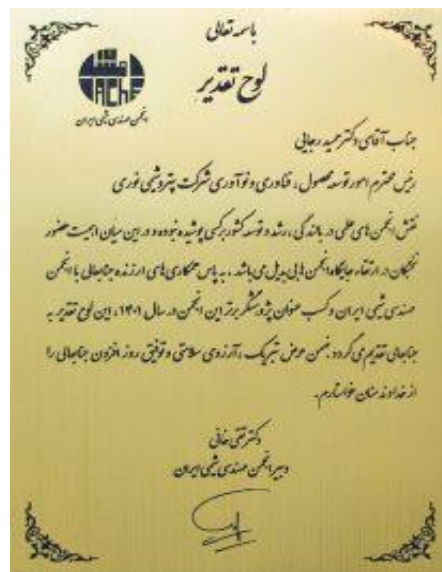 باسمه تعالی
لوح تقدیر
IAChE
انجمن مهندسی شیمی ایران
جناب آقای دکتر حمید رجایی
رئیس محترم امور توسعه محصول، فناوری و نوآوری شرکت پتروشیمی نوری
نقش انجمن های علمی در بالندگی، رشد و توسعه کشور بر کسی پوشیده نبوده و در این میان اهمیت حضور
نخبگان در ارتقاء جایگاه انجمن ها بی بدیل می باشد. به پاس همکاری های ارزنده جنابعالی با انجمن
مهندسی شیمی ایران و کسب عنوان پژوهشگر برتر این انجمن در سال ۱۴۰۱، این لوح تقدیر به
جنابعالی تقدیم می گردد. ضمن عرض تبریک، آرزوی سلامتی و توفیق روز افزون جنابعالی را
از خداوند منان خواستارم.
دکتر تقی خانی
دبیر انجمن مهندسی شیمی ایران